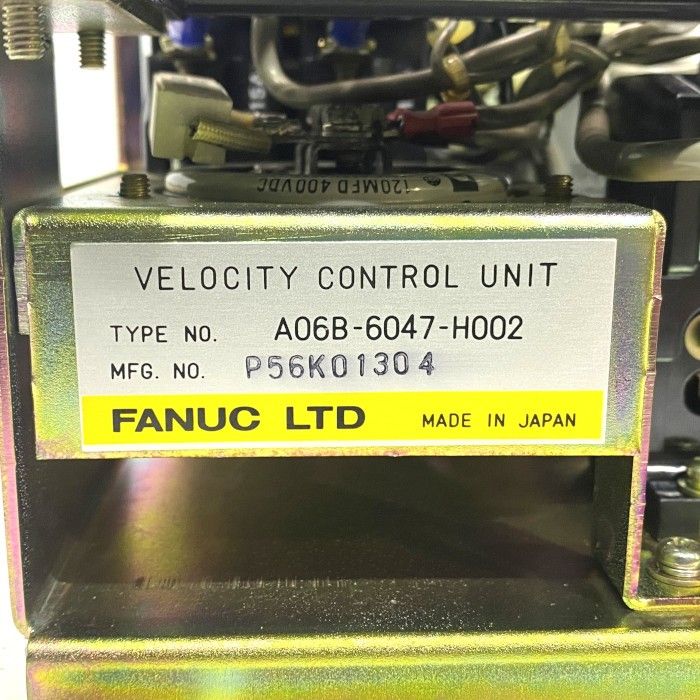 120MFD 400VDC
VELOCITY CONTROL UNIT
TYPE NO. A06B-6047-H002
MFG. NO. P56K01304
FANUC LTD MADE IN JAPAN